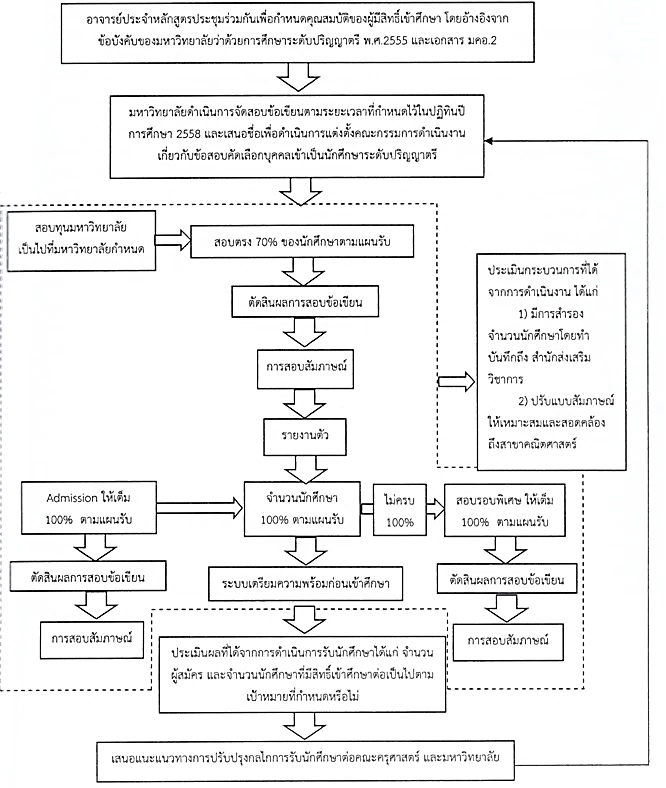 อาจารย์ประจำหลักสูตรประชุมร่วมกันเพื่อกำหนดคุณสมบัติของผู้มีสิทธิ์เข้าศึกษา โดยอ้างอิงจาก
ข้อบังคับของมหาวิทยาลัยว่าด้วยการศึกษาระดับปริญญาตรี พ.ศ.2555 และเอกสาร มคอ.2
มหาวิทยาลัยดำเนินการจัดสอบข้อเขียนตามระยะเวลาที่กำหนดไว้ในปฏิทินปี
การศึกษา 2558 และเสนอชื่อเพื่อดำเนินการแต่งตั้งคณะกรรมการดำเนินงาน
เกี่ยวกับข้อสอบคัดเลือกบุคคลเข้าเป็นนักศึกษาระดับปริญญาตรี
สอบทุนมหาวิทยาลัย
เป็นไปที่มหาวิทยาลัยกำหนด
สอบตรง 70% ของนักศึกษาตามแผนรับ
ตัดสินผลการสอบข้อเขียน
การสอบสัมภาษณ์
รายงานตัว
ประเมินกระบวนการที่ได้
จากการดำเนินงาน ได้แก่
1) มีการสำรอง
จำนวนนักศึกษาโดยทำ
บันทึกถึง สำนักส่งเสริม
วิชาการ
2) ปรับแบบสัมภาษณ์
ให้เหมาะสมและสอดคล้อง
ถึงสาขาคณิตศาสตร์
Admission ให้เต็ม
100% ตามแผนรับ
จำนวนนักศึกษา
100% ตามแผนรับ
ไม่ครบ
100%
สอบรอบพิเศษ ให้เต็ม
100% ตามแผนรับ
ตัดสินผลการสอบข้อเขียน
ระบบเตรียมความพร้อมก่อนเข้าศึกษา
ตัดสินผลการสอบข้อเขียน
การสอบสัมภาษณ์
การสอบสัมภาษณ์
ประเมินผลที่ได้จากการดำเนินการรับนักศึกษาได้แก่ จำนวน
ผู้สมัคร และจำนวนนักศึกษาที่มีสิทธิ์เข้าศึกษาต่อเป็นไปตาม
เป้าหมายที่กำหนดหรือไม่
เสนอแนะแนวทางการปรับปรุงกลไกการรับนักศึกษาต่อคณะครุศาสตร์ และมหาวิทยาลัย